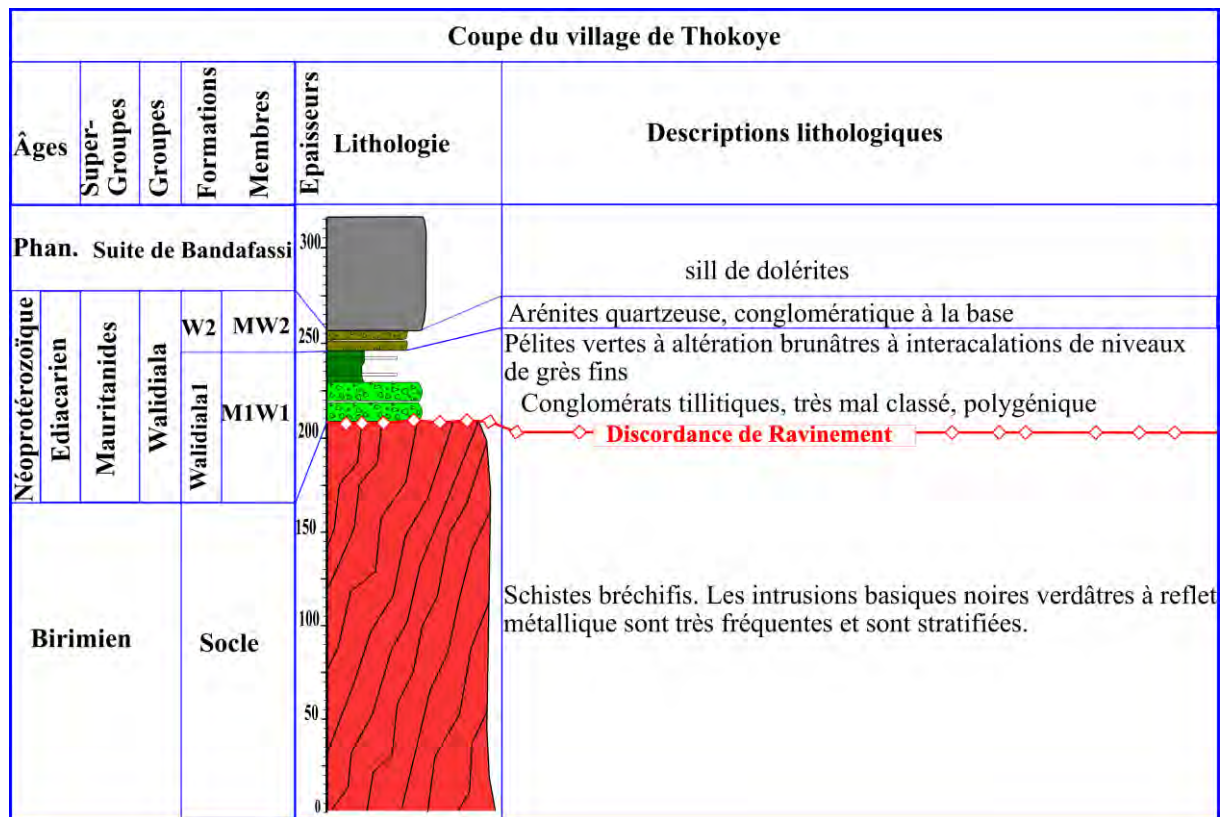 Coupe du village de Thokoye
Âges
Super-
Groupes
Groupes
Formations
Membres
Epaisseurs
Lithologie
Descriptions lithologiques
Phan. Suite de Bandafassi
300
sill de dolérites
Néoprotérozoïque
Ediacarien
Mauritanides
Walidiala
W2
MW2
Arénites quartzeuse, conglomératique à la base
250
Walidiala1
M1W1
Pélites vertes à altération brunâtres à interacalations de niveaux
de grès fins
Conglomérats tillitiques, très mal classé, polygénique
200
Discordance de Ravinement
150
Birimien
Socle
Schistes bréchifis. Les intrusions basiques noires verdâtres à reflet
métallique sont très fréquentes et sont stratifiées.
100
50
0